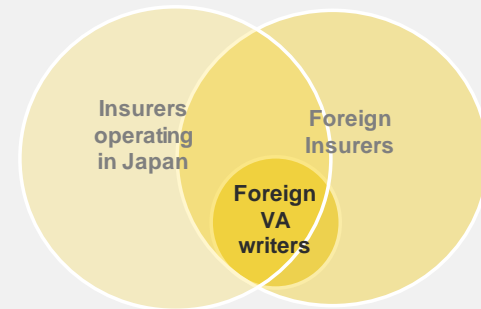 Insurers
operating
in Japan
Foreign
Insurers
Foreign
VA
writers